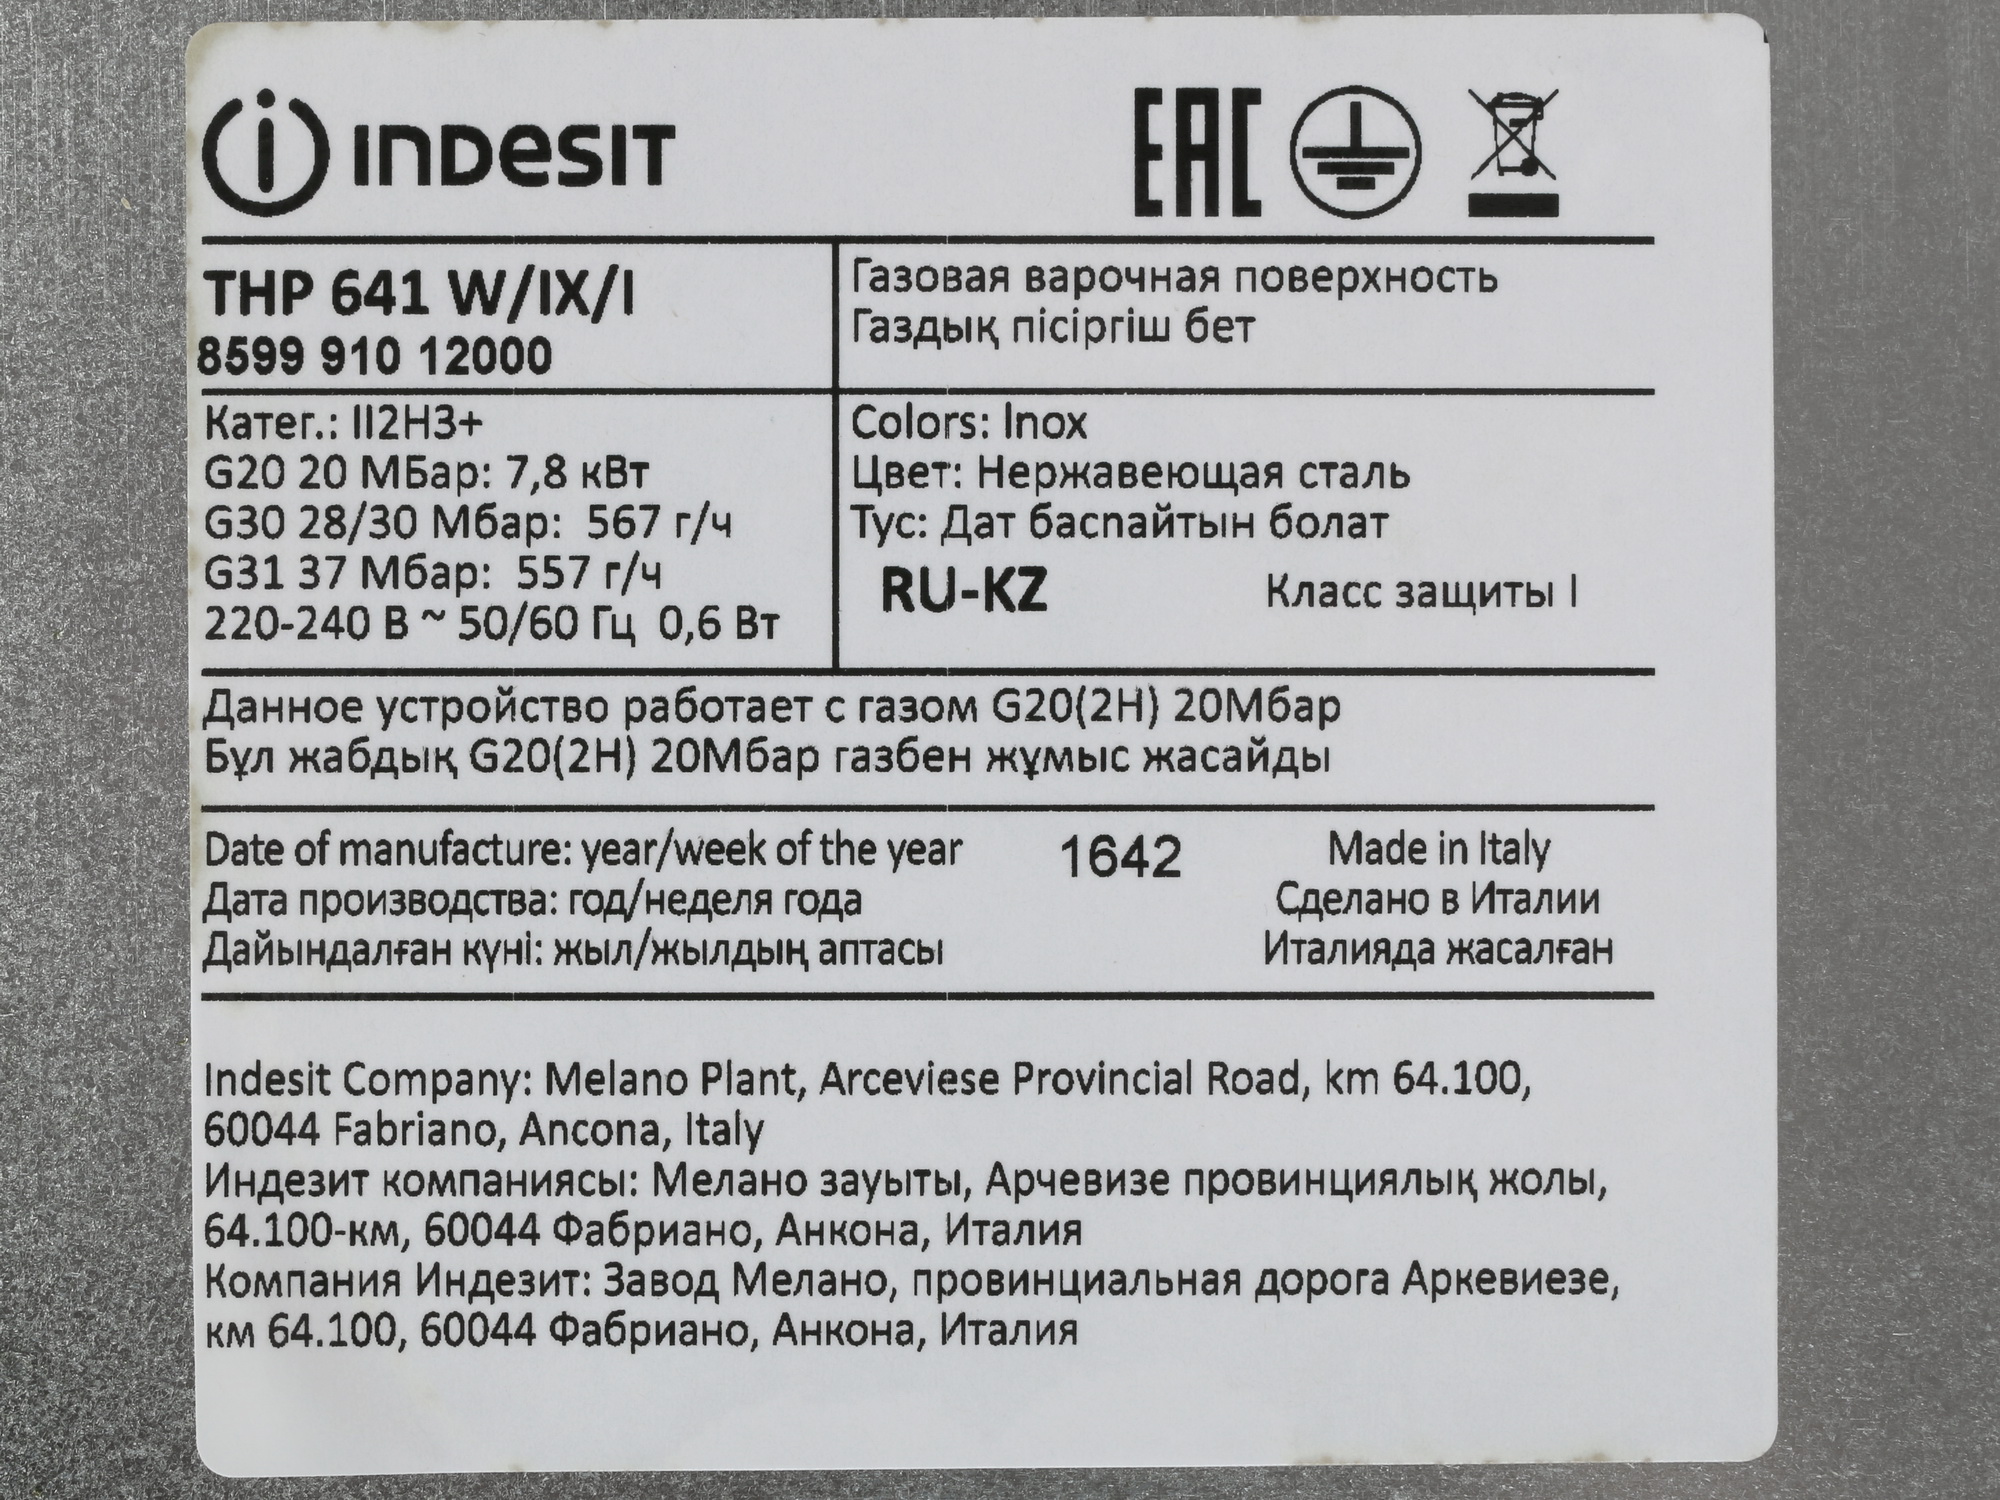 INDESIT
EAC
THP 641 W/IX/I
8599 910 12000
Газовая варочная поверхность
Газдық пісіргіш бет
Катег.: II2H3+
G20 20 МБар: 7,8 кВт
G30 28/30 Мбар: 567 г/ч
G31 37 Мбар: 557 г/ч
220-240 В ~ 50/60 Гц 0,6 Вт
Colors: Inox
Цвет: Нержавеющая сталь
Тус: Дат баспайтын болат
RU-KZ Класс защиты I
Данное устройство работает с газом G20(2H) 20Мбар
Бұл жабдық G20(2H) 20Мбар газбен жұмыс жасайды
Date of manufacture: year/week of the year
Дата производства: год/неделя года
Дайындалған күні: жыл/жылдың аптасы
1642
Made in Italy
Сделано в Италии
Италияда жасалған
Indesit Company: Melano Plant, Arceviese Provincial Road, km 64.100,
60044 Fabriano, Ancona, Italy
Индезит компаниясы: Мелано зауыты, Арчевизе провинциялық жолы,
64.100-км, 60044 Фабриано, Анкона, Италия
Компания Индезит: Завод Мелано, провинциальная дорога Аркевиезе,
км 64.100, 60044 Фабриано, Анкона, Италия